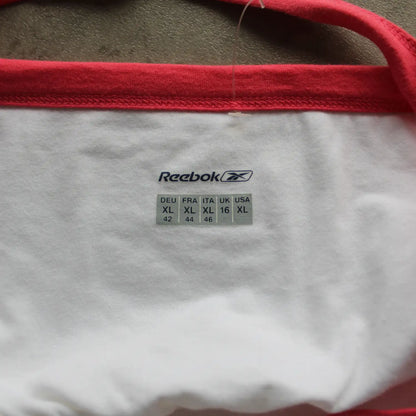 Reebok
DEU FRA ITA UK USA
XL XL XL 16 XL
42 44 46